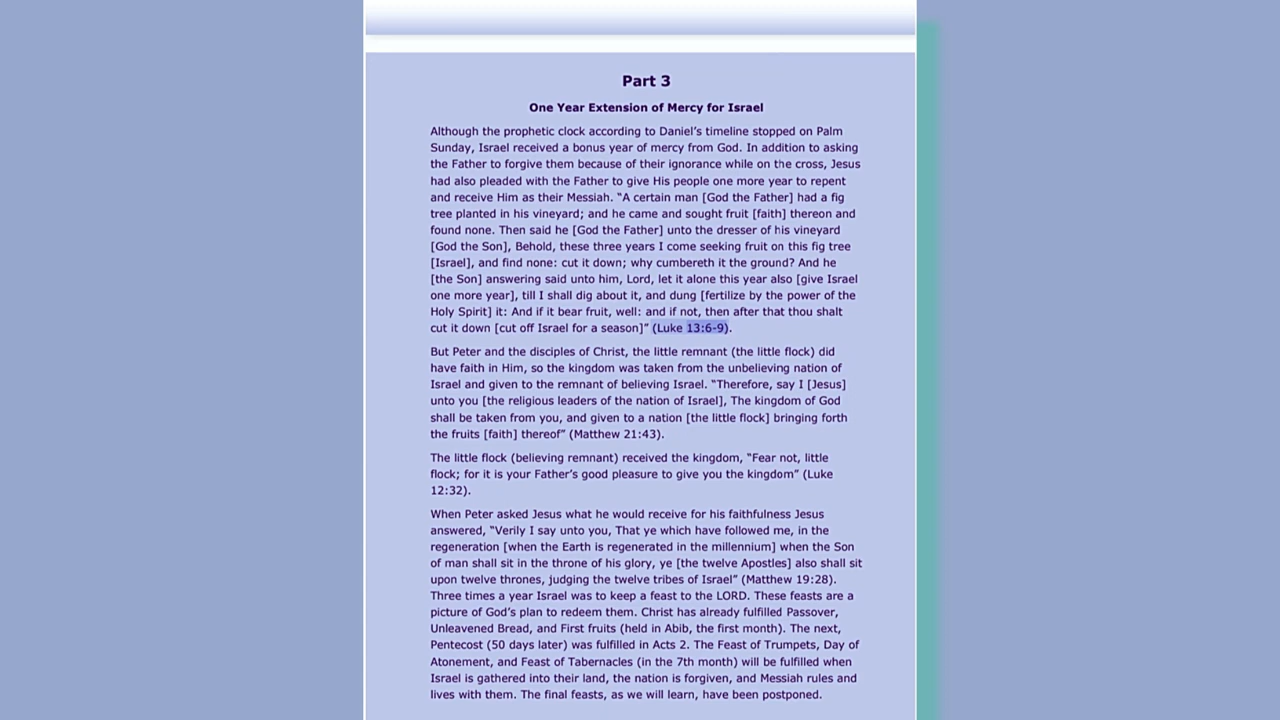 Part 3
One Year Extension of Mercy for Israel
Although the prophetic clock according to Daniel’s timeline stopped on Palm
Sunday, Israel received a bonus year of mercy from God. In addition to asking
the Father to forgive them because of their ignorance while on the cross, Jesus
had also pleaded with the Father to give His people one more year to repent
and receive Him as their Messiah. “A certain man [God the Father] had a fig
tree planted in his vineyard; and he came and sought fruit [faith] thereon and
found none. Then said he [God the Father] unto the dresser of his vineyard
[God the Son], Behold, these three years I come seeking fruit on this fig tree
[Israel], and find none: cut it down; why cumbereth it the ground? And he
[the Son] answering said unto him, Lord, let it alone this year also [give Israel
one more year], till I shall dig about it, and dung [fertilize by the power of the
Holy Spirit] it: And if it bear fruit, well: and if not, then after that thou shalt
cut it down [cut off Israel for a season]” (Luke 13:6-9).
But Peter and the disciples of Christ, the little remnant (the little flock) did
have faith in Him, so the kingdom was taken from the unbelieving nation of
Israel and given to the remnant of believing Israel. “Therefore, say I [Jesus]
unto you [the religious leaders of the nation of Israel], The kingdom of God
shall be taken from you, and given to a nation [the little flock] bringing forth
the fruits [faith] thereof” (Matthew 21:43).
The little flock (believing remnant) received the kingdom, “Fear not, little
flock; for it is your Father’s good pleasure to give you the kingdom” (Luke
12:32).
When Peter asked Jesus what he would receive for his faithfulness Jesus
answered, “Verily I say unto you, That ye which have followed me, in the
regeneration [when the Earth is regenerated in the millennium] when the Son
of man shall sit in the throne of his glory, ye [the twelve Apostles] also shall sit
upon twelve thrones, judging the twelve tribes of Israel” (Matthew 19:28).
Three times a year Israel was to keep a feast to the LORD. These feasts are a
picture of God’s plan to redeem them. Christ has already fulfilled Passover,
Unleavened Bread, and First fruits (held in Abib, the first month). The next,
Pentecost (50 days later) was fulfilled in Acts 2. The Feast of Trumpets, Day of
Atonement, and Feast of Tabernacles (in the 7th month) will be fulfilled when
Israel is gathered into their land, the nation is forgiven, and Messiah rules and
lives with them. The final feasts, as we will learn, have been postponed.